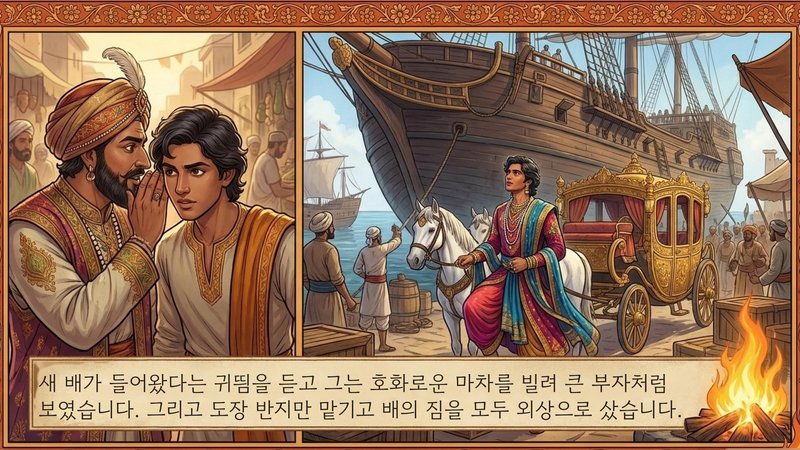 새 배가 들어왔다는 귀띔을 듣고 그는 호화로운 마차를 빌려 큰 부자처럼
보였습니다. 그리고 도장 반지만 맡기고 배의 짐을 모두 외상으로 샀습니다.